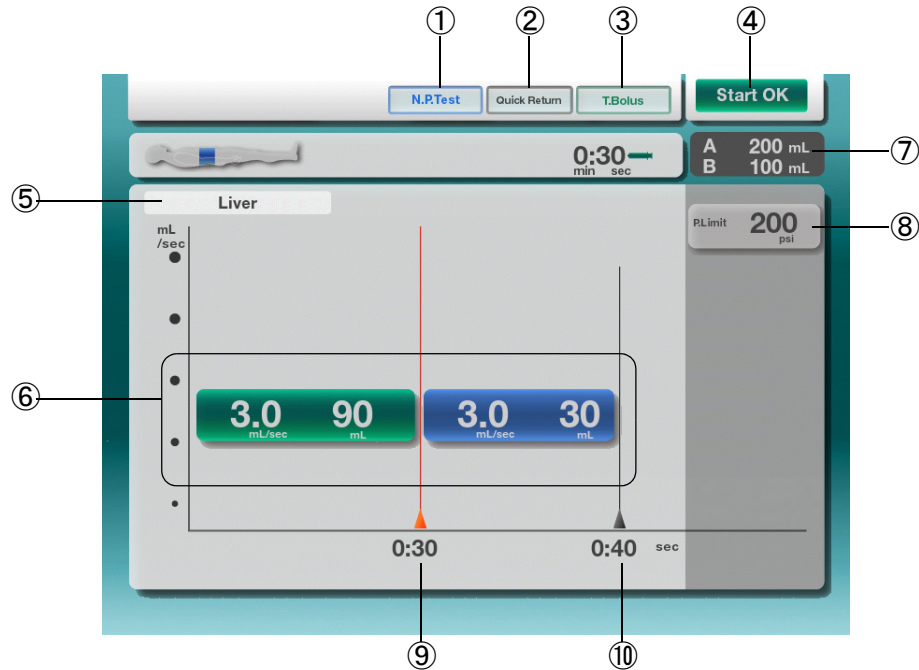 ① ② ③ ④
N.P.Test Quick Return T.Bolus Start OK
0:30
min sec
A 200 mL
B 100 mL
⑦
⑤ Liver
mL
/sec
P.Limit 200
psi
⑧
⑥
3.0 90 3.0 30
mL/sec mL mL/sec mL
0:30 0:40 sec
⑨ ⑩